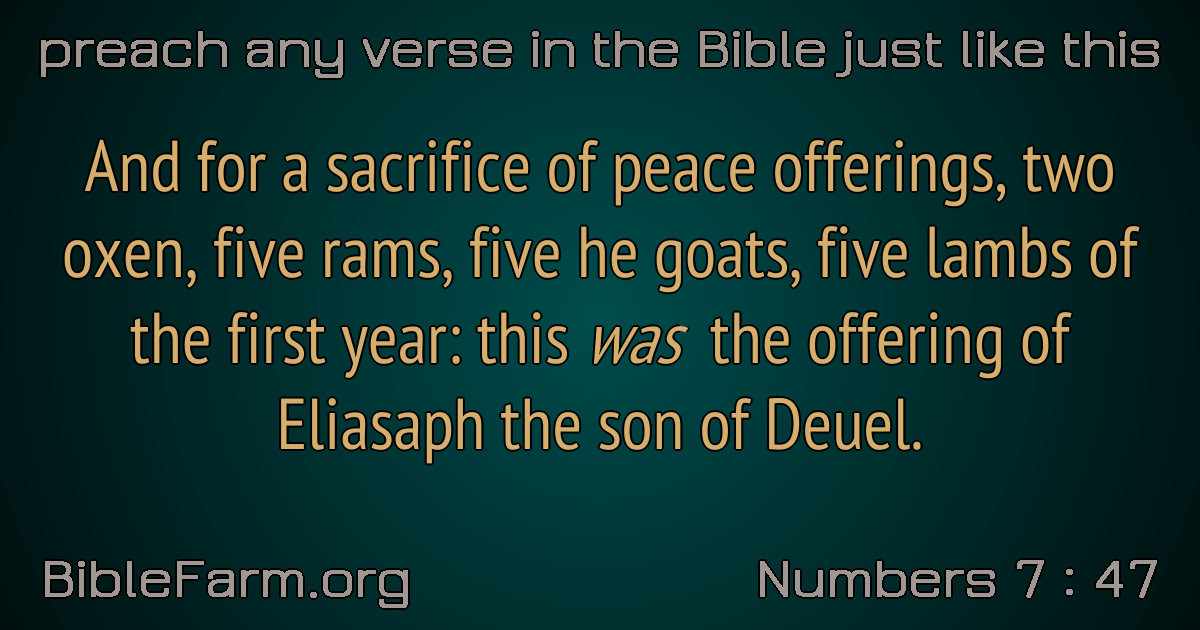 preach any verse in the Bible just like this
And for a sacrifice of peace offerings, two
oxen, five rams, five he goats, five lambs of
the first year: this was the offering of
Eliasaph the son of Deuel.
BibleFarm.org
Numbers 7 : 47